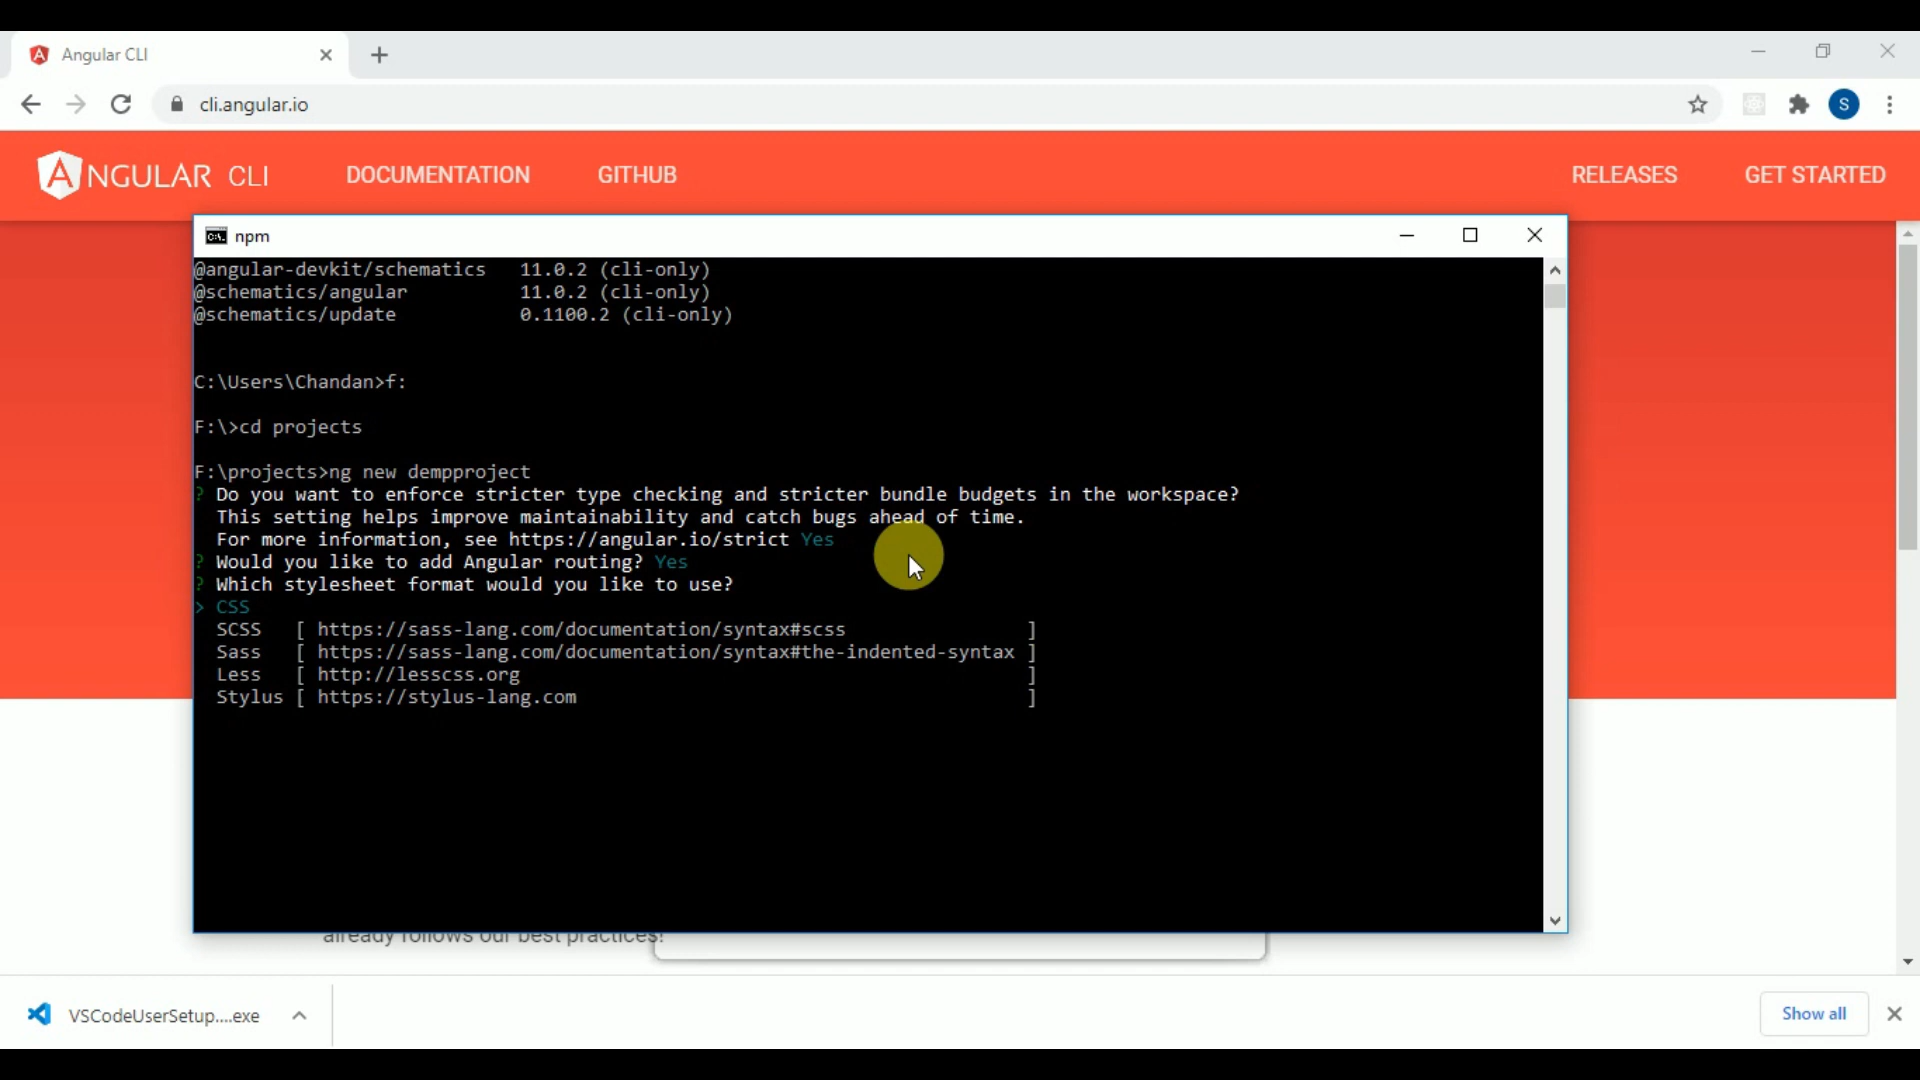 Angular CLI
cli.angular.io
S
ANGULAR CLI DOCUMENTATION GITHUB RELEASES GET STARTED
C:\. npm
@angular-devkit/schematics 11.0.2 (cli-only)
@schematics/angular 11.0.2 (cli-only)
@schematics/update 0.1100.2 (cli-only)
C:\Users\Chandan>f:
F:\>cd projects
F:\projects>ng new dempproject
? Do you want to enforce stricter type checking and stricter bundle budgets in the workspace?
This setting helps improve maintainability and catch bugs ahead of time.
For more information, see https://angular.io/strict Yes
? Would you like to add Angular routing? Yes
? Which stylesheet format would you like to use?
> CSS
SCSS [ https://sass-lang.com/documentation/syntax#scss ]
Sass [ https://sass-lang.com/documentation/syntax#the-indented-syntax ]
Less [ http://lesscss.org ]
Stylus [ https://stylus-lang.com ]
already follows our best practices!
VSCodeUserSetup....exe
Show all